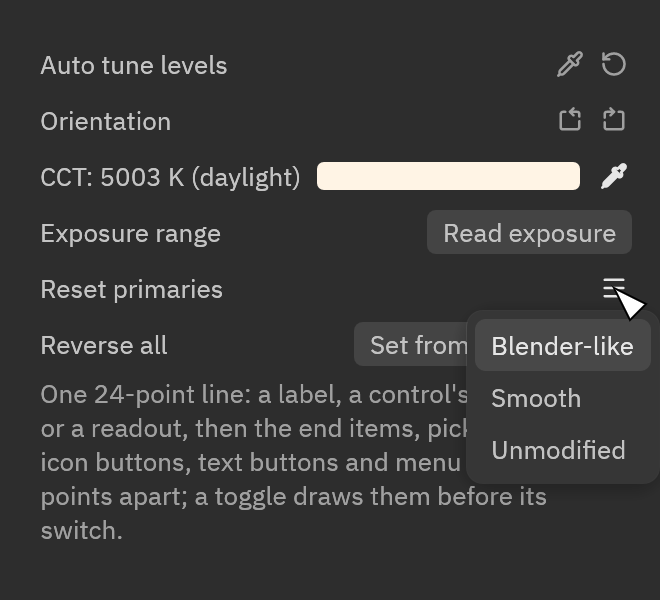 Auto tune levels
Orientation
CCT: 5003 K (daylight)
Exposure range
Read exposure
Reset primaries
Reverse all
Set from
Blender-like
Smooth
Unmodified
One 24-point line: a label, a control's
or a readout, then the end items,
icon buttons, text buttons and menu
points apart; a toggle draws them before its
switch.